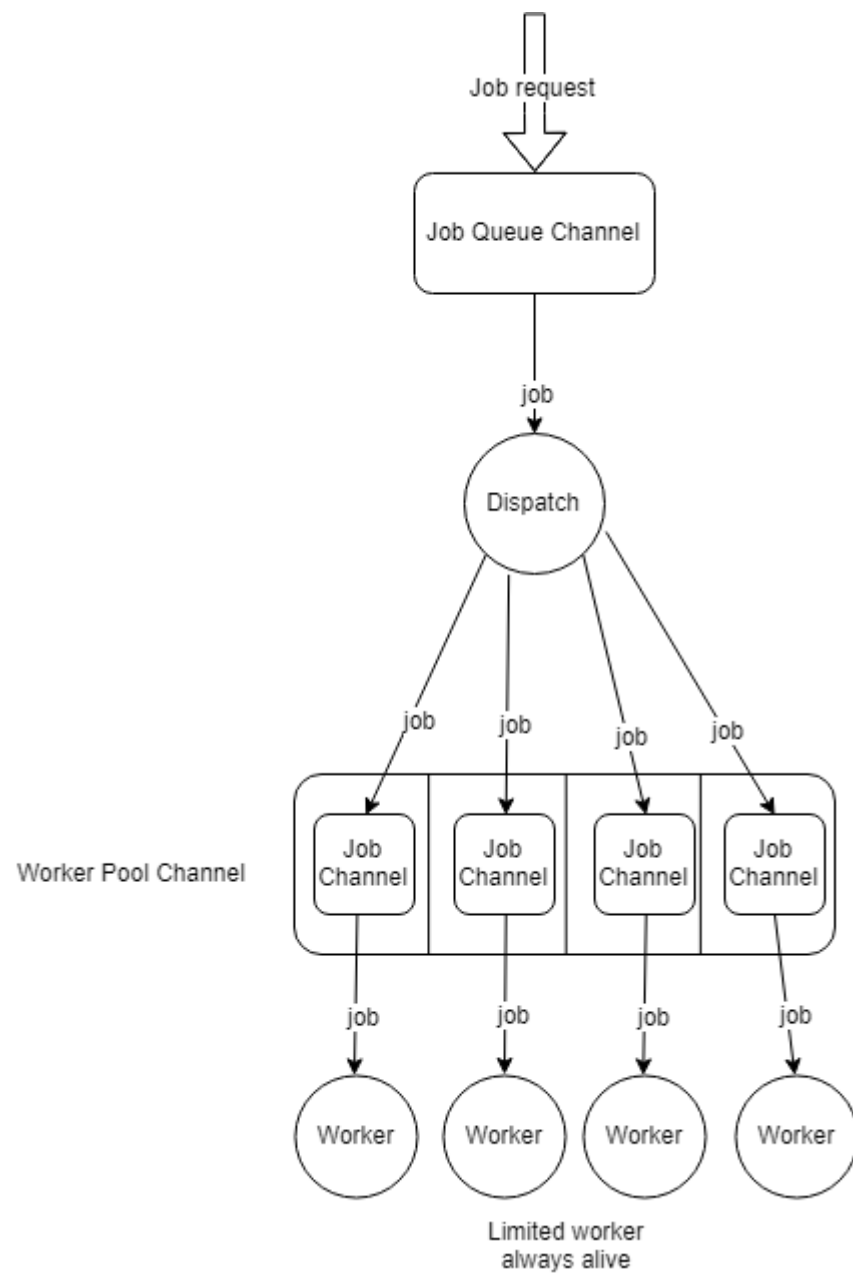 Job request
Job Queue Channel
job
Dispatch
job
job
job
job
Worker Pool Channel
Job
Channel
Job
Channel
Job
Channel
Job
Channel
job
job
job
job
Worker
Worker
Worker
Worker
Limited worker
always alive